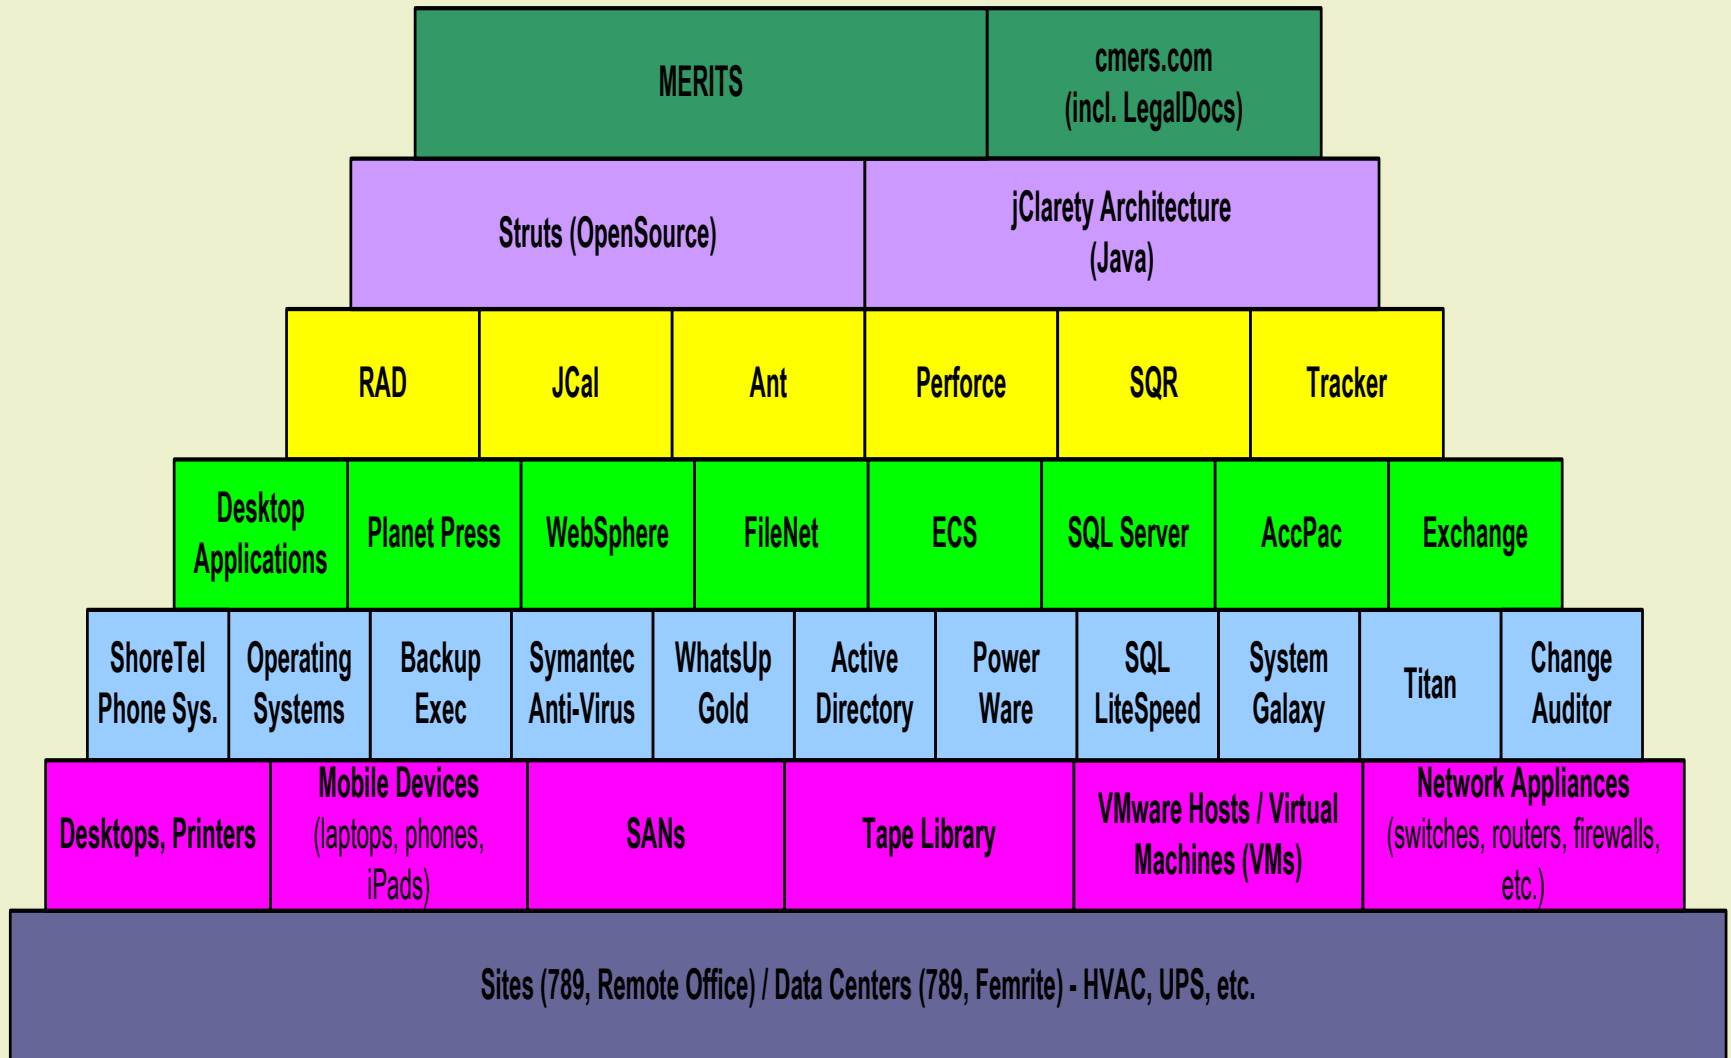 MERITS
cmers.com
(incl. LegalDocs)
Struts (OpenSource)
jClarety Architecture
(Java)
RAD
JCal
Ant
Perforce
SQR
Tracker
Desktop
Applications
Planet Press
WebSphere
FileNet
ECS
SQL Server
AccPac
Exchange
ShoreTel
Phone Sys.
Operating
Systems
Backup
Exec
Symantec
Anti-Virus
WhatsUp
Gold
Active
Directory
Power
Ware
SQL
LiteSpeed
System
Galaxy
Titan
Change
Auditor
Desktops, Printers
Mobile Devices
(laptops, phones,
iPads)
SANs
Tape Library
VMware Hosts / Virtual
Machines (VMs)
Network Appliances
(switches, routers, firewalls,
etc.)
Sites (789, Remote Office) / Data Centers (789, Femrite) - HVAC, UPS, etc.